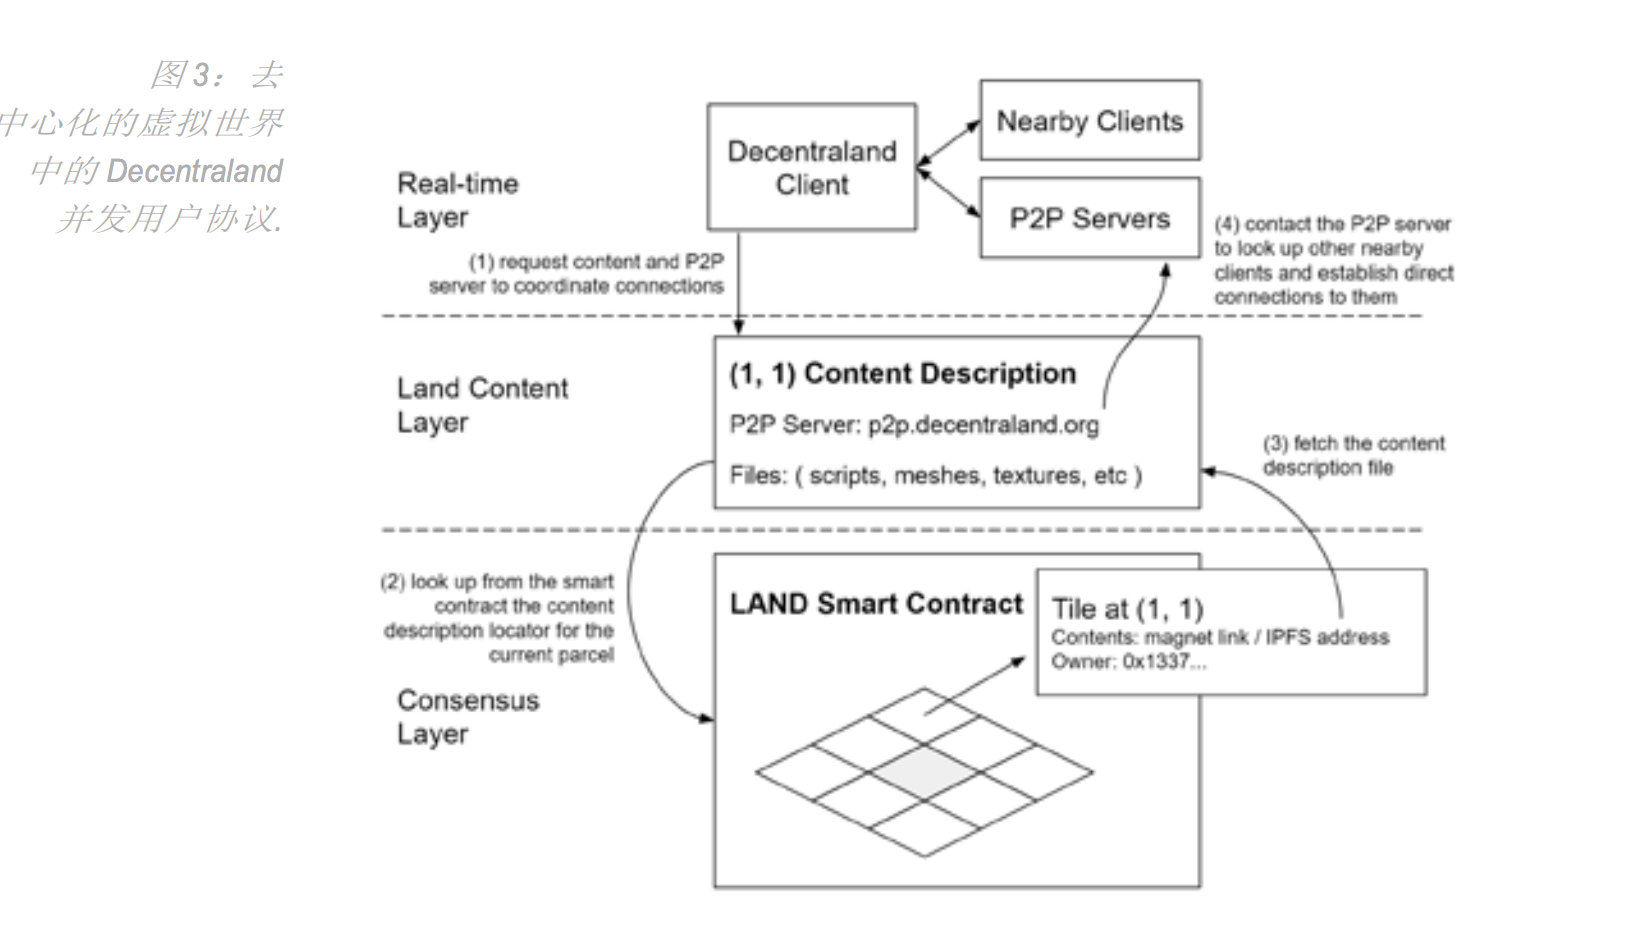 图 3：去
中心化的虚拟世界
中的 Decentraland
并发用户协议.
Real-time
Layer
Decentraland
Client
Nearby Clients
P2P Servers
(1) request content and P2P
server to coordinate connections
(4) contact the P2P server
to look up other nearby
clients and establish direct
connections to them
Land Content
Layer
(1, 1) Content Description
P2P Server: p2p.decentraland.org
Files: ( scripts, meshes, textures, etc )
(3) fetch the content
description file
(2) look up from the smart
contract the content
description locator for the
current parcel
Consensus
Layer
LAND Smart Contract
Tile at (1, 1)
Contents: magnet link / IPFS address
Owner: 0x1337...